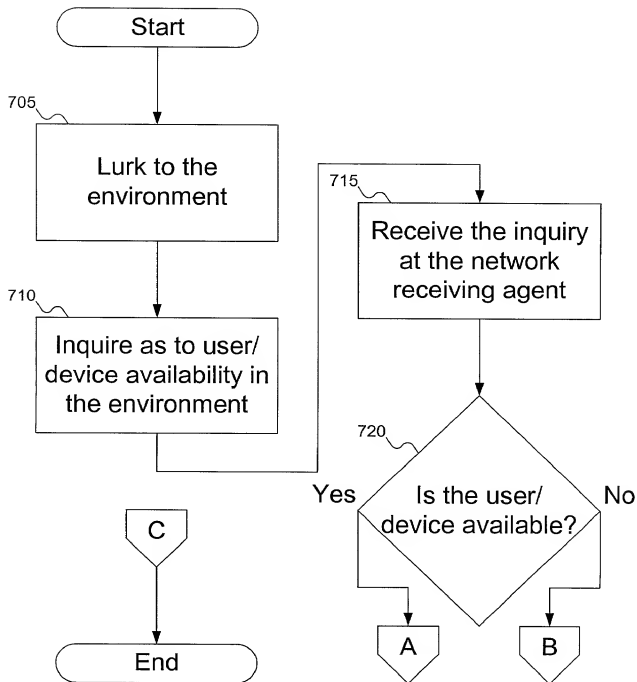 Start
705
Lurk to the
environment
710
Inquire as to user/
device availability in
the environment
715
Receive the inquiry
at the network
receiving agent
720
Yes
Is the user/
device available?
No
A
B
C
End